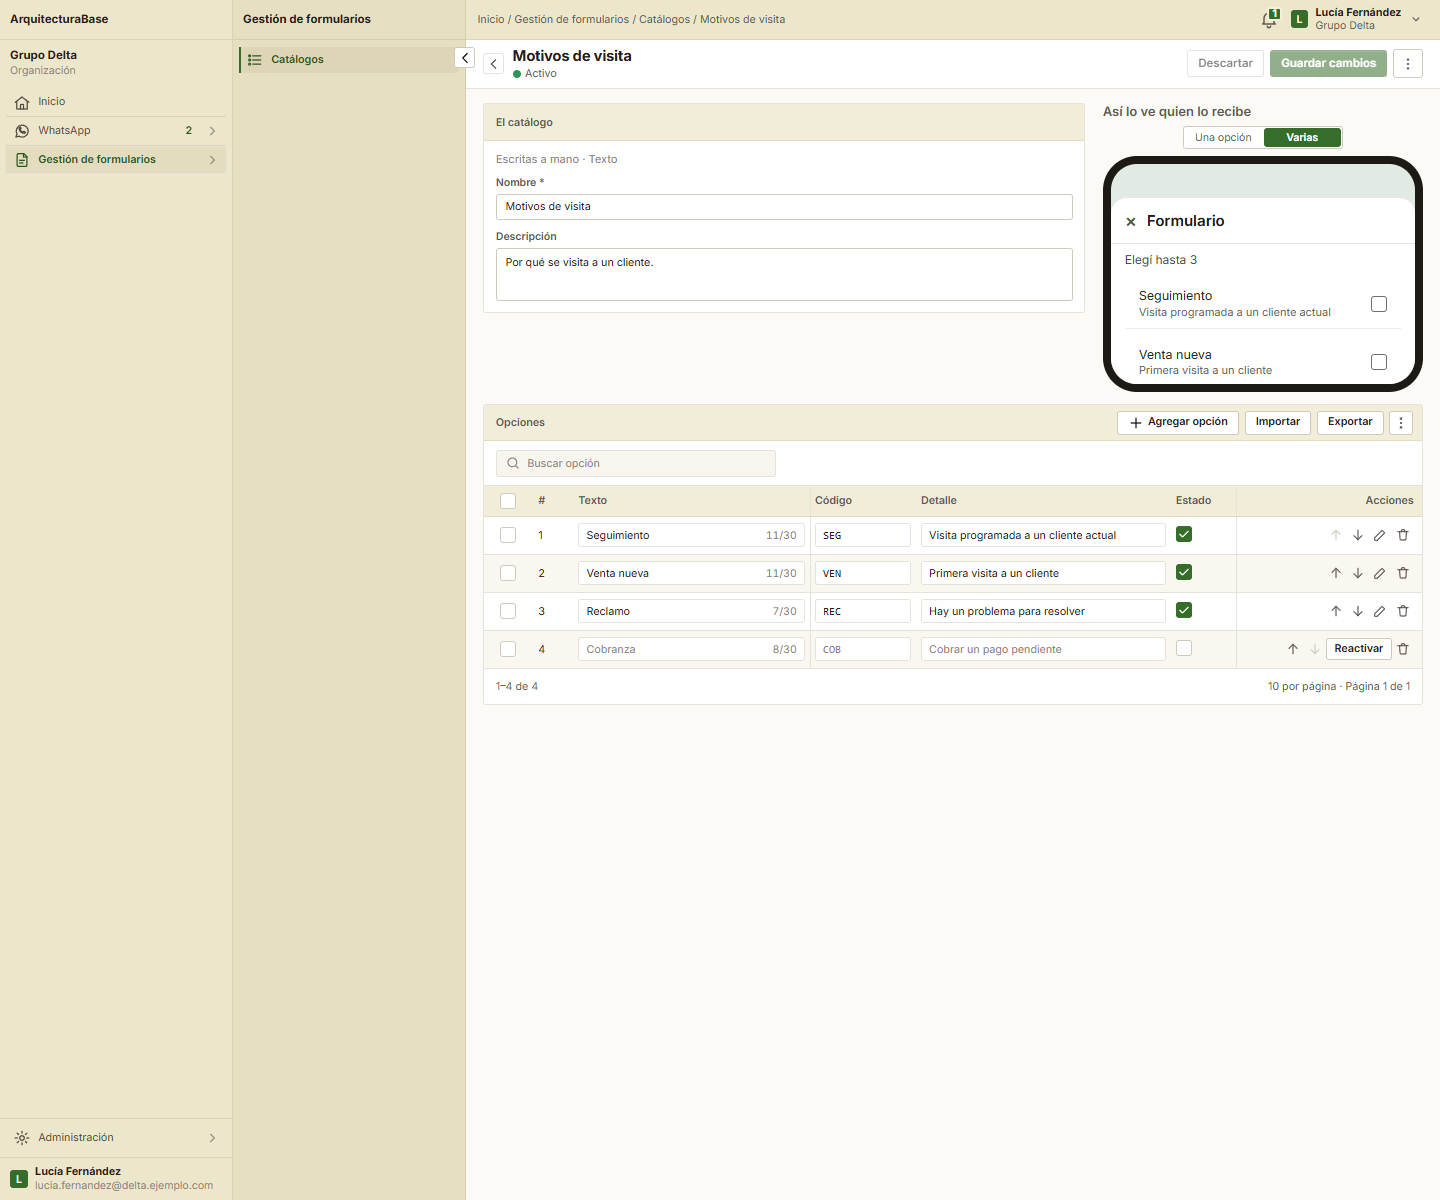 ArquitecturaBase
Grupo Delta
Organización
Inicio
WhatsApp 2
Gestión de formularios
Administración
L Lucía Fernández
lucia.fernandez@delta.ejemplo.com
Gestión de formularios
Catálogos
Inicio / Gestión de formularios / Catálogos / Motivos de visita
1
L Lucía Fernández
Grupo Delta
Motivos de visita
Activo
Descartar
Guardar cambios
El catálogo
Escritas a mano · Texto
Nombre *
Motivos de visita
Descripción
Por qué se visita a un cliente.
Así lo ve quien lo recibe
Una opción Varias
Formulario
Elegí hasta 3
Seguimiento
Visita programada a un cliente actual
Venta nueva
Primera visita a un cliente
Opciones
Agregar opción Importar Exportar
Buscar opción
# Texto Código Detalle Estado Acciones
1 Seguimiento 11/30 SEG Visita programada a un cliente actual
2 Venta nueva 11/30 VEN Primera visita a un cliente
3 Reclamo 7/30 REC Hay un problema para resolver
4 Cobranza 8/30 COB Cobrar un pago pendiente Reactivar
1–4 de 4
10 por página · Página 1 de 1